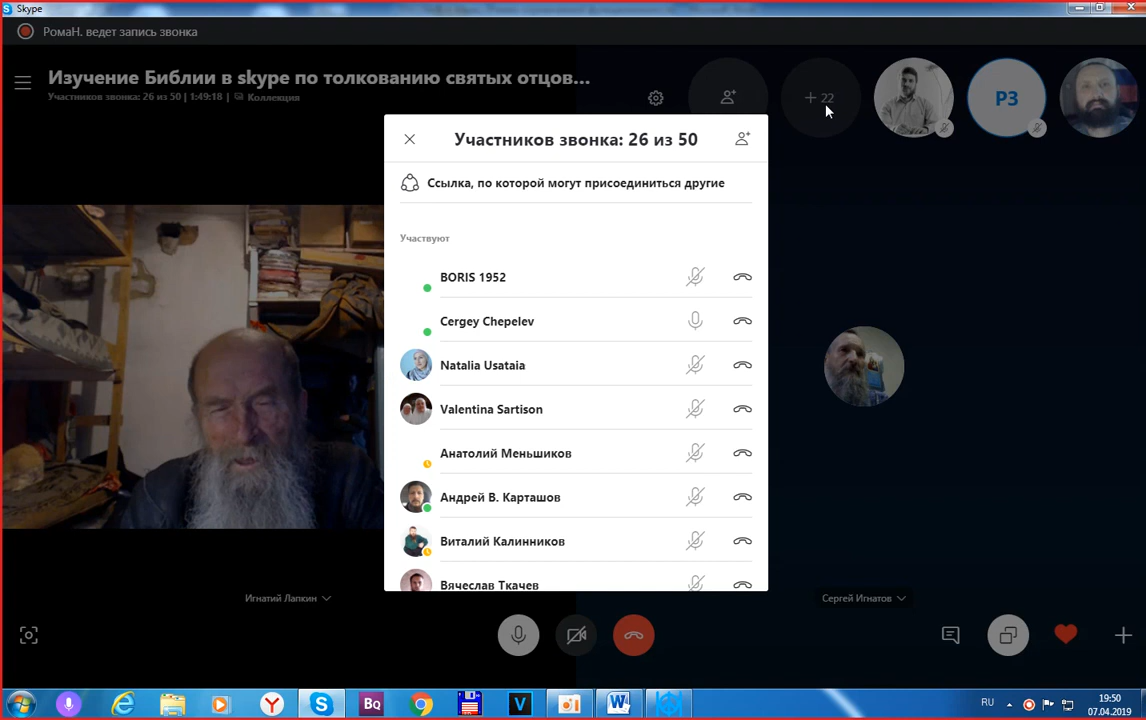 Skype
РомаН. ведет запись звонка
Изучение Библии в skype по толкованию святых отцов...
Участников звонка: 26 из 50 | 1:49:18 | Коллекция
+ 22
РЗ
Участников звонка: 26 из 50
Ссылка, по которой могут присоединиться другие
Участвуют
BORIS 1952
Cergey Chepelev
Natalia Usataia
Valentina Sartison
Анатолий Меньшиков
Андрей В. Карташов
Виталий Калинников
Вячеслав Ткачев
Игнатий Лапкин
Сергей Игнатов
RU
19:50
07.04.2019